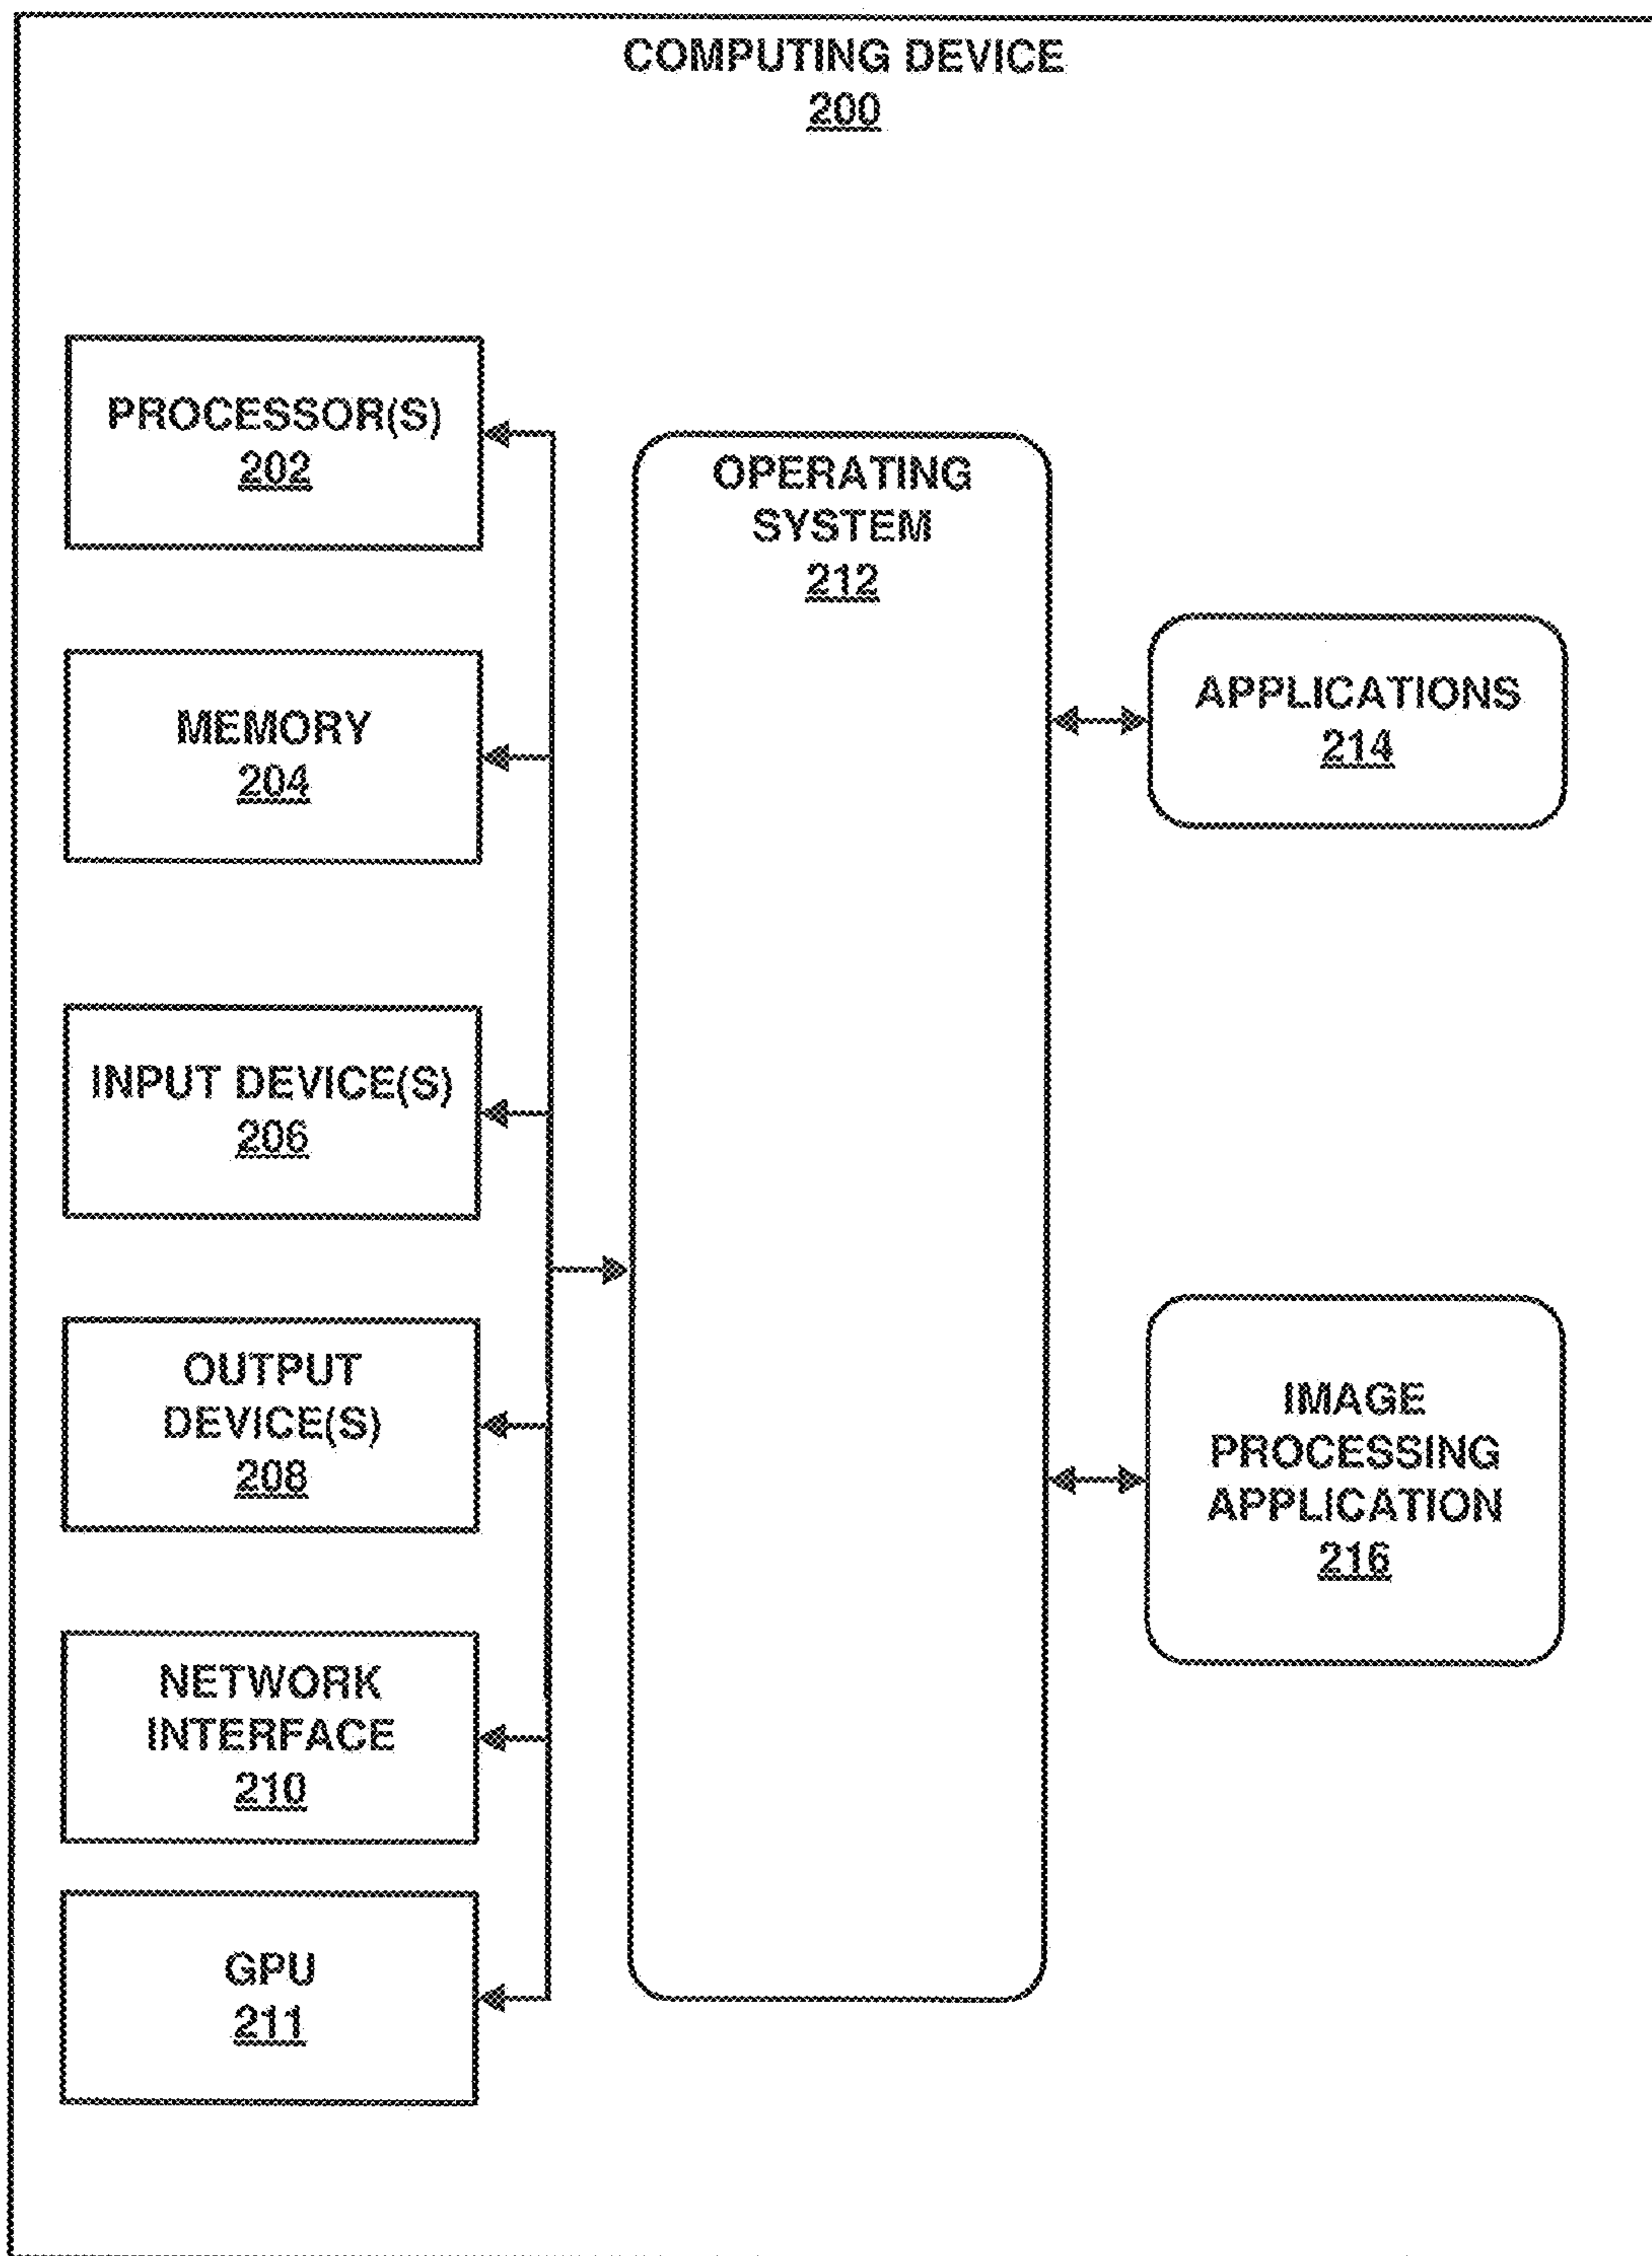 COMPUTING DEVICE
200
PROCESSOR(S)
202
MEMORY
204
INPUT DEVICE(S)
206
OUTPUT
DEVICE(S)
208
NETWORK
INTERFACE
210
GPU
211
OPERATING
SYSTEM
212
APPLICATIONS
214
IMAGE
PROCESSING
APPLICATION
216